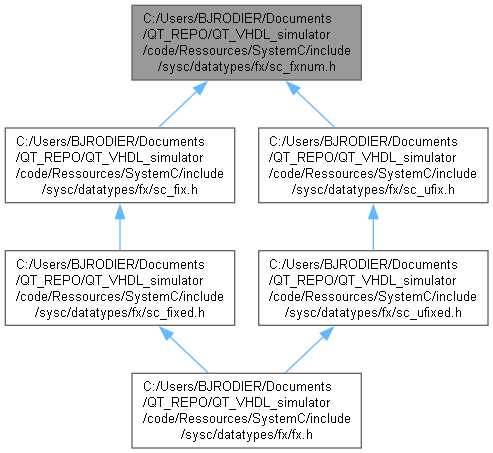 C:/Users/BJRODIER/Documents
/QT_REPO/QT_VHDL_simulator
/code/Ressources/SystemC/include
/sysc/datatypes/fx/sc_fxnum.h
C:/Users/BJRODIER/Documents
/QT_REPO/QT_VHDL_simulator
/code/Ressources/SystemC/include
/sysc/datatypes/fx/sc_fix.h
C:/Users/BJRODIER/Documents
/QT_REPO/QT_VHDL_simulator
/code/Ressources/SystemC/include
/sysc/datatypes/fx/sc_ufix.h
C:/Users/BJRODIER/Documents
/QT_REPO/QT_VHDL_simulator
/code/Ressources/SystemC/include
/sysc/datatypes/fx/sc_fixed.h
C:/Users/BJRODIER/Documents
/QT_REPO/QT_VHDL_simulator
/code/Ressources/SystemC/include
/sysc/datatypes/fx/sc_ufixed.h
C:/Users/BJRODIER/Documents
/QT_REPO/QT_VHDL_simulator
/code/Ressources/SystemC/include
/sysc/datatypes/fx/fx.h